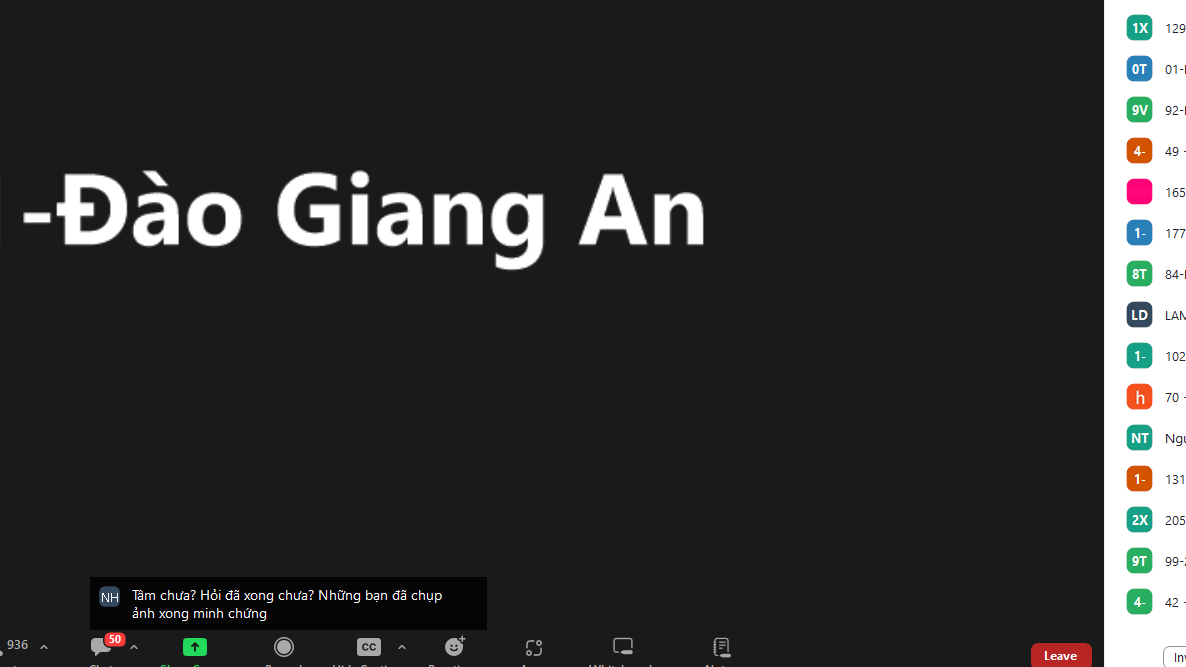 -Đào Giang An
1X 129
0T 01-
9V 92-
4- 49 -
165
1- 177
8T 84-
LD LAM
1- 102
h 70 -
NT Ngu
1- 131
2X 205
9T 99-2
4- 42 -
NH Tâm chưa? Hỏi đã xong chưa? Những bạn đã chụp
ảnh xong minh chứng
936 50 CC
Leave
Inv